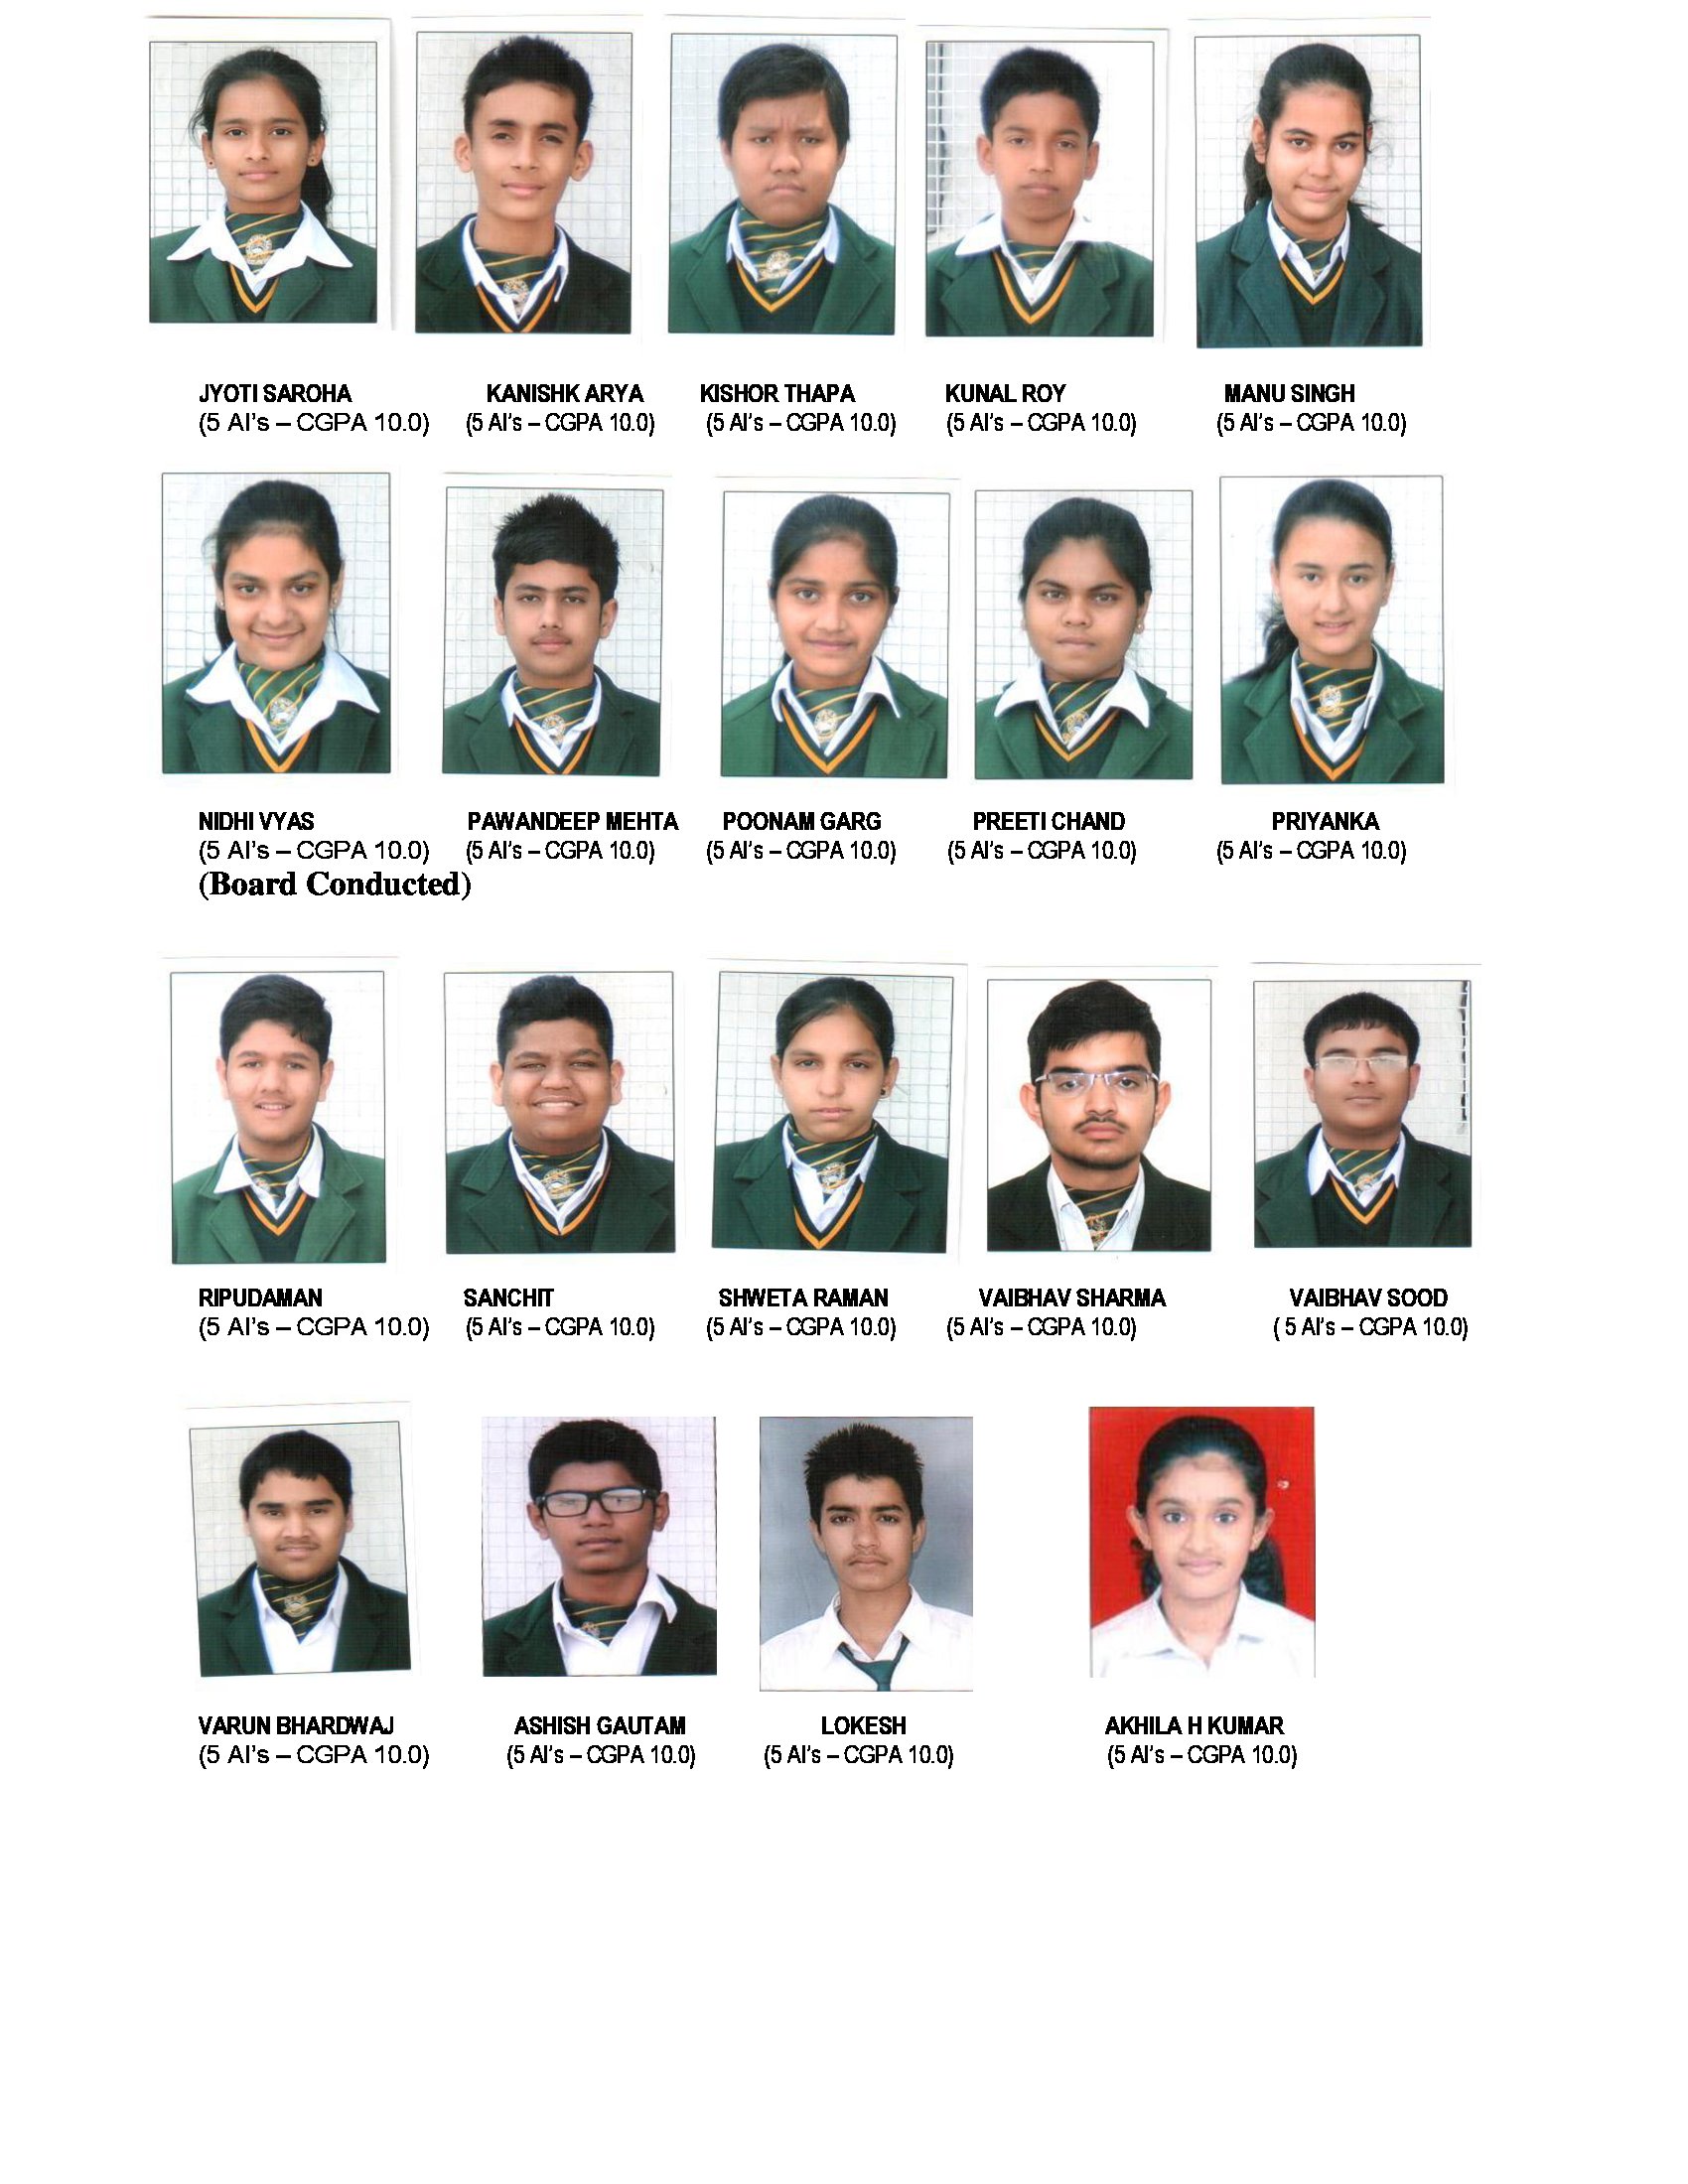 JYOTI SAROHA KANISHK ARYA KISHOR THAPA KUNAL ROY MANU SINGH
(5 AI's – CGPA 10.0) (5 AI's – CGPA 10.0) (5 AI's – CGPA 10.0) (5 AI's – CGPA 10.0) (5 AI's – CGPA 10.0)
NIDHI VYAS PAWANDEEP MEHTA POONAM GARG PREETI CHAND PRIYANKA
(5 AI's – CGPA 10.0) (5 AI's – CGPA 10.0) (5 AI's – CGPA 10.0) (5 AI's – CGPA 10.0) (5 AI's – CGPA 10.0)
(Board Conducted)
RIPUDAMAN SANCHIT SHWETA RAMAN VAIBHAV SHARMA VAIBHAV SOOD
(5 AI's – CGPA 10.0) (5 AI's – CGPA 10.0) (5 AI's – CGPA 10.0) (5 AI's – CGPA 10.0) ( 5 AI's – CGPA 10.0)
VARUN BHARDWAJ ASHISH GAUTAM LOKESH AKHILA H KUMAR
(5 AI's – CGPA 10.0) (5 AI's – CGPA 10.0) (5 AI's – CGPA 10.0) (5 AI's – CGPA 10.0)